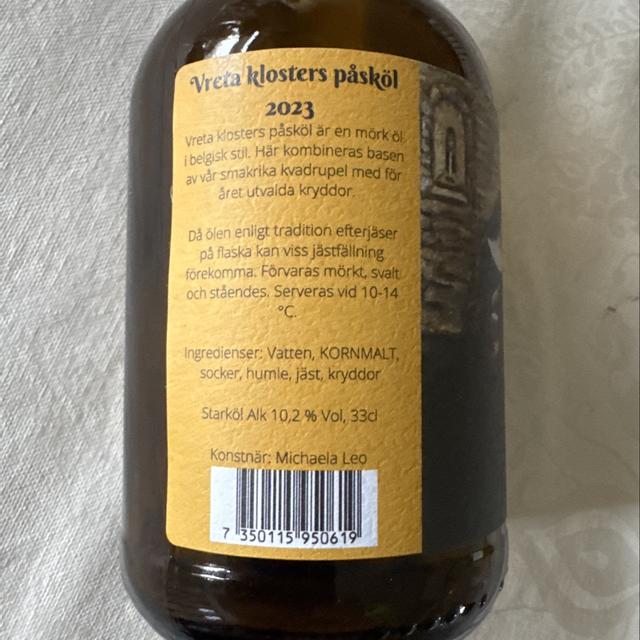 Vreta klosters påsköl
2023
Vreta klosters påsköl är en mörk öl
i belgisk stil. Här kombineras basen
av vår smakrika kvadrupel med för
året utvalda kryddor.
Då ölen enligt tradition efterjäser
på flaska kan viss jästfällning
förekomma. Förvaras mörkt, svalt
och ståendes. Serveras vid 10-14
°C.
Ingredienser: Vatten, KORNMALT,
socker, humle, jäst, kryddor
Starköl Alk 10,2 % Vol, 33cl
Konstnär: Michaela Leo
7 350115 950619